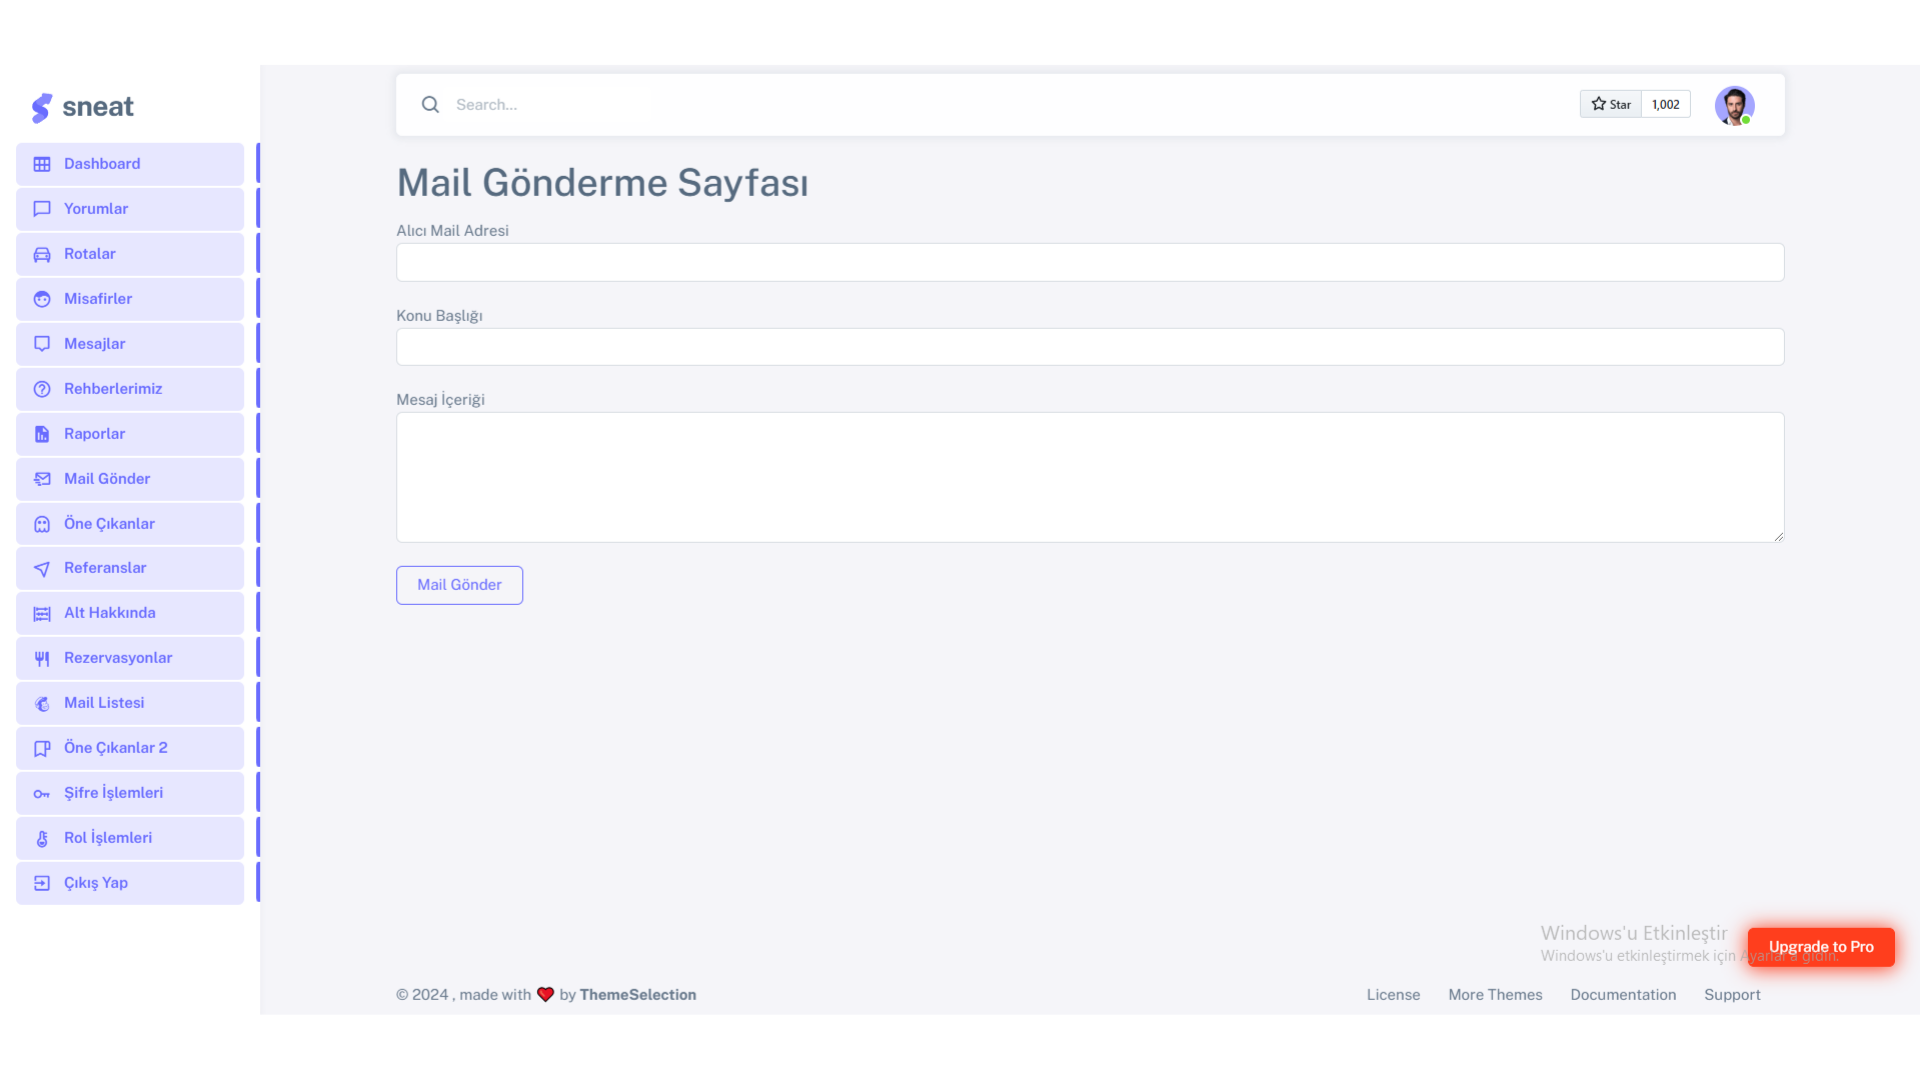 sneat
Dashboard
Yorumlar
Rotalar
Misafirler
Mesajlar
Rehberlerimiz
Raporlar
Mail Gönder
Öne Çıkanlar
Referanslar
Alt Hakkında
Rezervasyonlar
Mail Listesi
Öne Çıkanlar 2
Şifre İşlemleri
Rol İşlemleri
Çıkış Yap
Search...
Star 1,002
Mail Gönderme Sayfası
Alıcı Mail Adresi
Konu Başlığı
Mesaj İçeriği
Mail Gönder
Windows'u Etkinleştir
Windows'u etkinleştirmek için Ayarlar'a gidin.
Upgrade to Pro
© 2024 , made with ❤️ by ThemeSelection
License More Themes Documentation Support